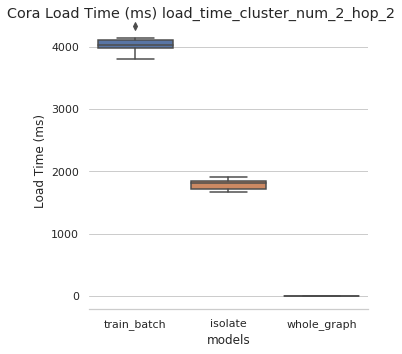 Cora Load Time (ms) load_time_cluster_num_2_hop_2
4000
3000
2000
1000
0
Load Time (ms)
train_batch isolate whole_graph
models